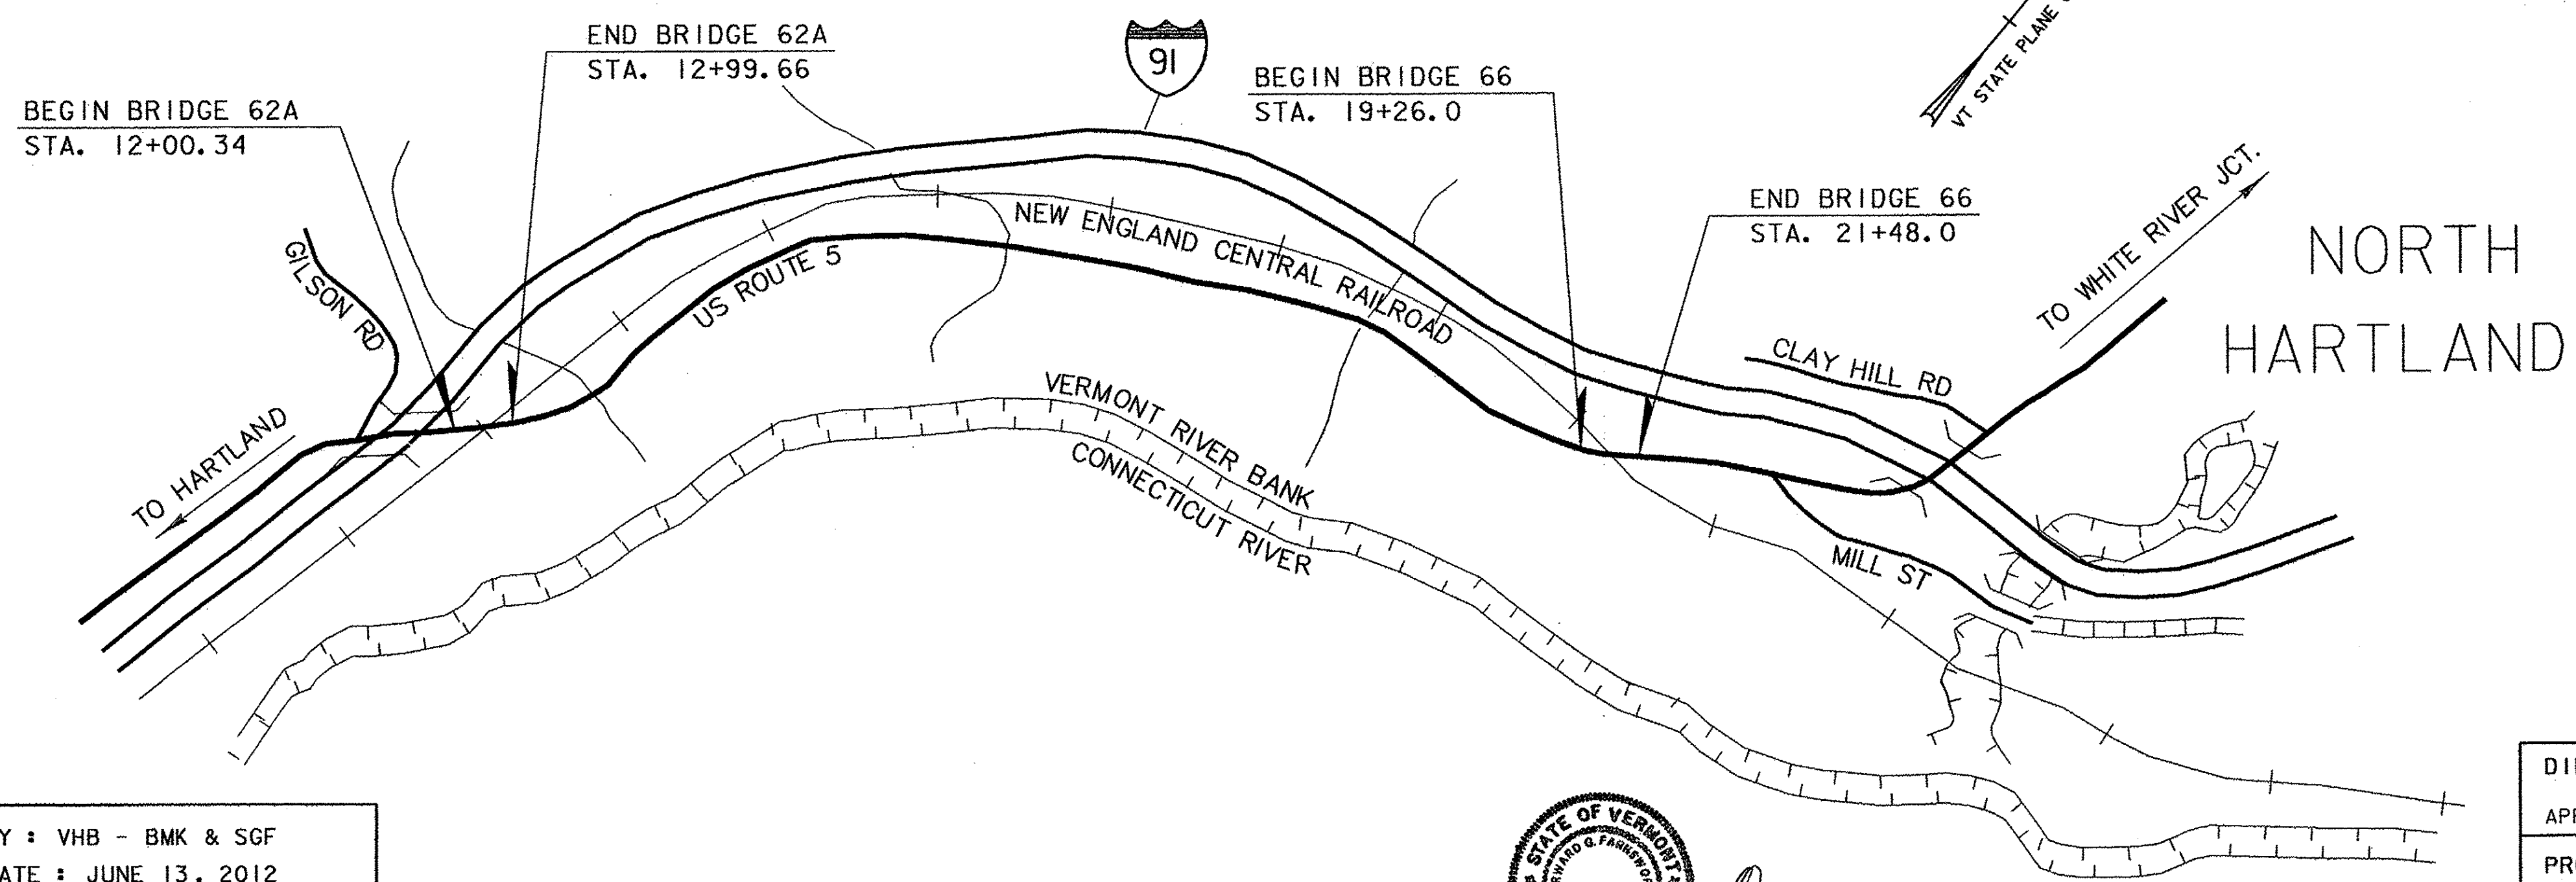 END BRIDGE 62A
STA. 12+99.66
91
BEGIN BRIDGE 66
STA. 19+26.0
VT STATE PLANE
BEGIN BRIDGE 62A
STA. 12+00.34
END BRIDGE 66
STA. 21+48.0
TO WHITE RIVER JCT.
NORTH
HARTLAND
GILSON RD
NEW ENGLAND CENTRAL RAILROAD
US ROUTE 5
CLAY HILL RD
TO HARTLAND
VERMONT RIVER BANK
CONNECTICUT RIVER
MILL ST
Y : VHB - BMK & SGF
ATE : JUNE 13, 2012
STATE OF VERMONT